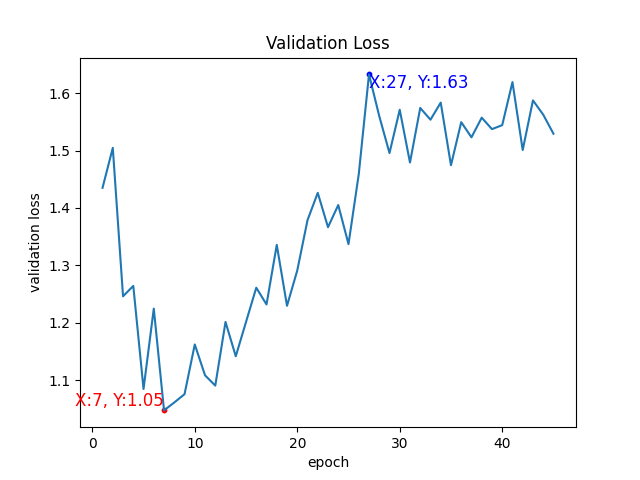 Validation Loss
X:27, Y:1.63
1.6
1.5
1.4
1.3
1.2
1.1
validation loss
X:7, Y:1.05
0
10
20
30
40
epoch